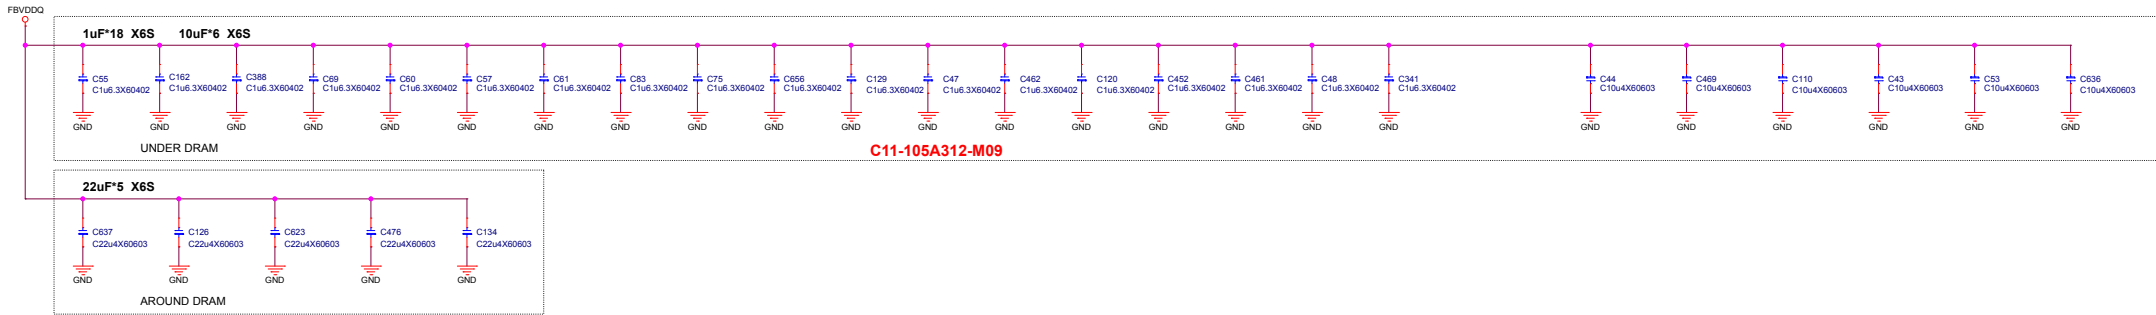 FBVDDQ
1uF*18 X6S 10uF*6 X6S
C55 C162 C388 C69 C60 C57 C61 C83 C75 C656 C129 C47 C462 C120 C452 C461 C48 C341 C44 C469 C110 C43 C53 C636
C1u6.3X60402 C1u6.3X60402 C1u6.3X60402 C1u6.3X60402 C1u6.3X60402 C1u6.3X60402 C1u6.3X60402 C1u6.3X60402 C1u6.3X60402 C1u6.3X60402 C1u6.3X60402 C1u6.3X60402 C1u6.3X60402 C1u6.3X60402 C1u6.3X60402 C1u6.3X60402 C1u6.3X60402 C1u6.3X60402 C10u4X60603 C10u4X60603 C10u4X60603 C10u4X60603 C10u4X60603 C10u4X60603
GND GND GND GND GND GND GND GND GND GND GND GND GND GND GND GND GND GND GND GND GND GND GND GND
UNDER DRAM C11-105A312-M09
22uF*5 X6S
C637 C126 C623 C476 C134
C22u4X60603 C22u4X60603 C22u4X60603 C22u4X60603 C22u4X60603
GND GND GND GND GND
AROUND DRAM